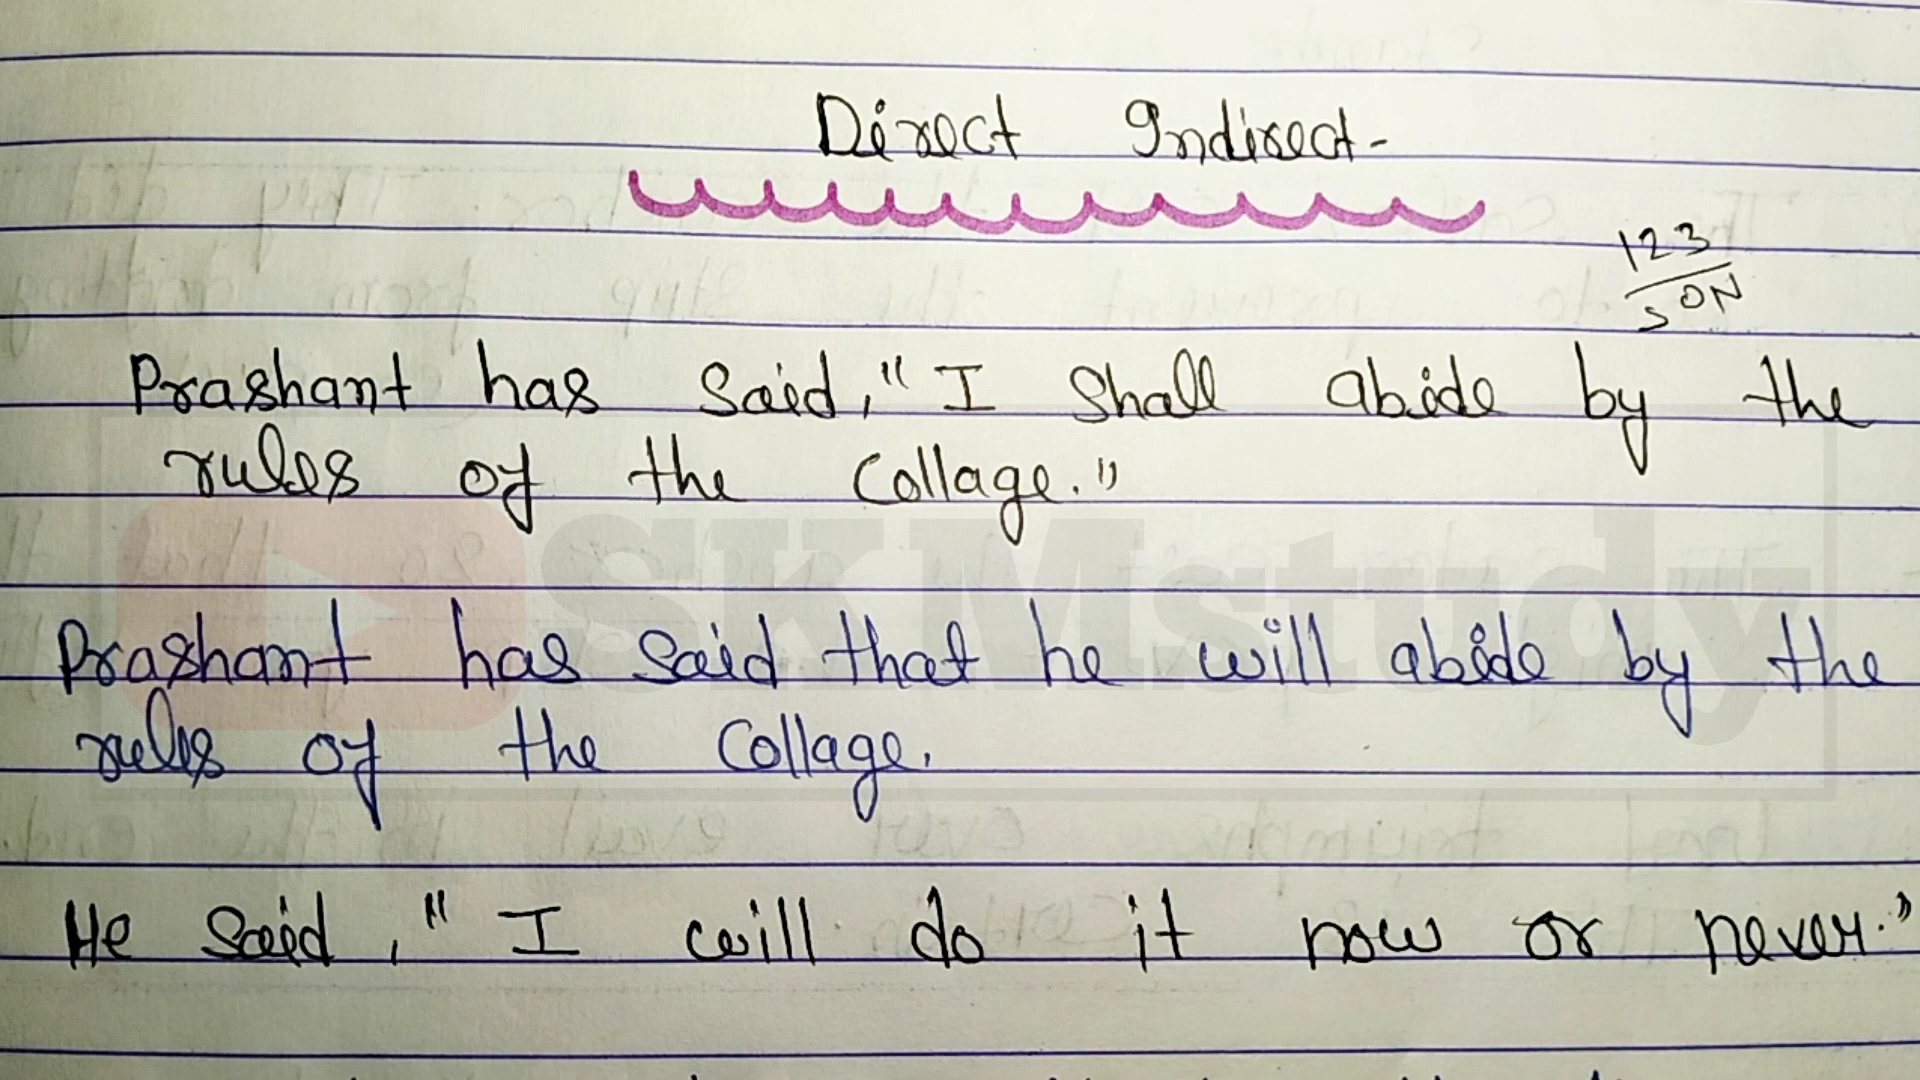 Direct Indirect-
123
SON
Prashant has said, "I shall abide by the
rules of the Collage."
SKMstudy
Prashant has said that he will abide by the
rules of the Collage.
He said, "I will do it now or never."